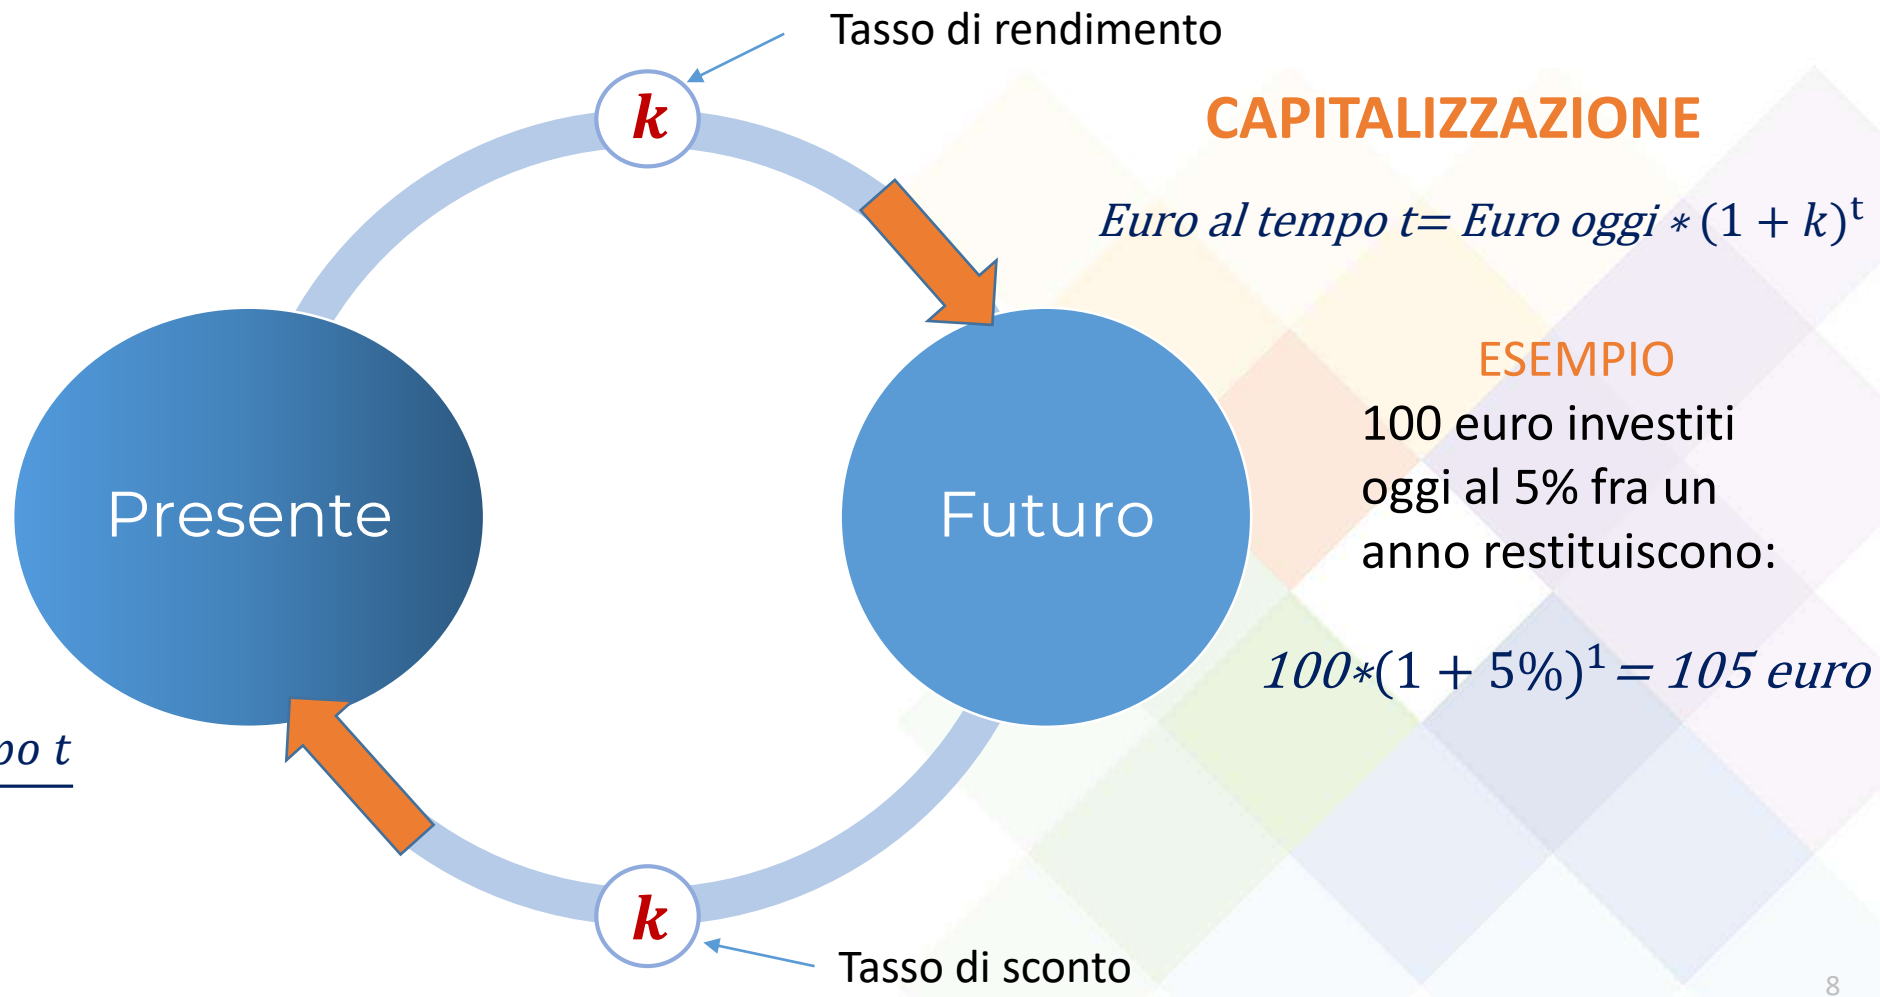 Tasso di rendimento
k
CAPITALIZZAZIONE
Euro al tempo t= Euro oggi * (1 + k)^t
ESEMPIO
100 euro investiti
oggi al 5% fra un
anno restituiscono:
Presente
Futuro
100*(1 + 5%)^1 = 105 euro
t
k
Tasso di sconto
8